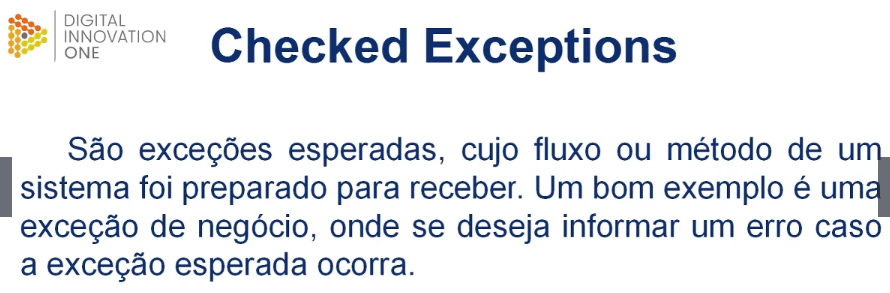 DIGITAL
INNOVATION
ONE
Checked Exceptions
São exceções esperadas, cujo fluxo ou método de um
sistema foi preparado para receber. Um bom exemplo é uma
exceção de negócio, onde se deseja informar um erro caso
a exceção esperada ocorra.